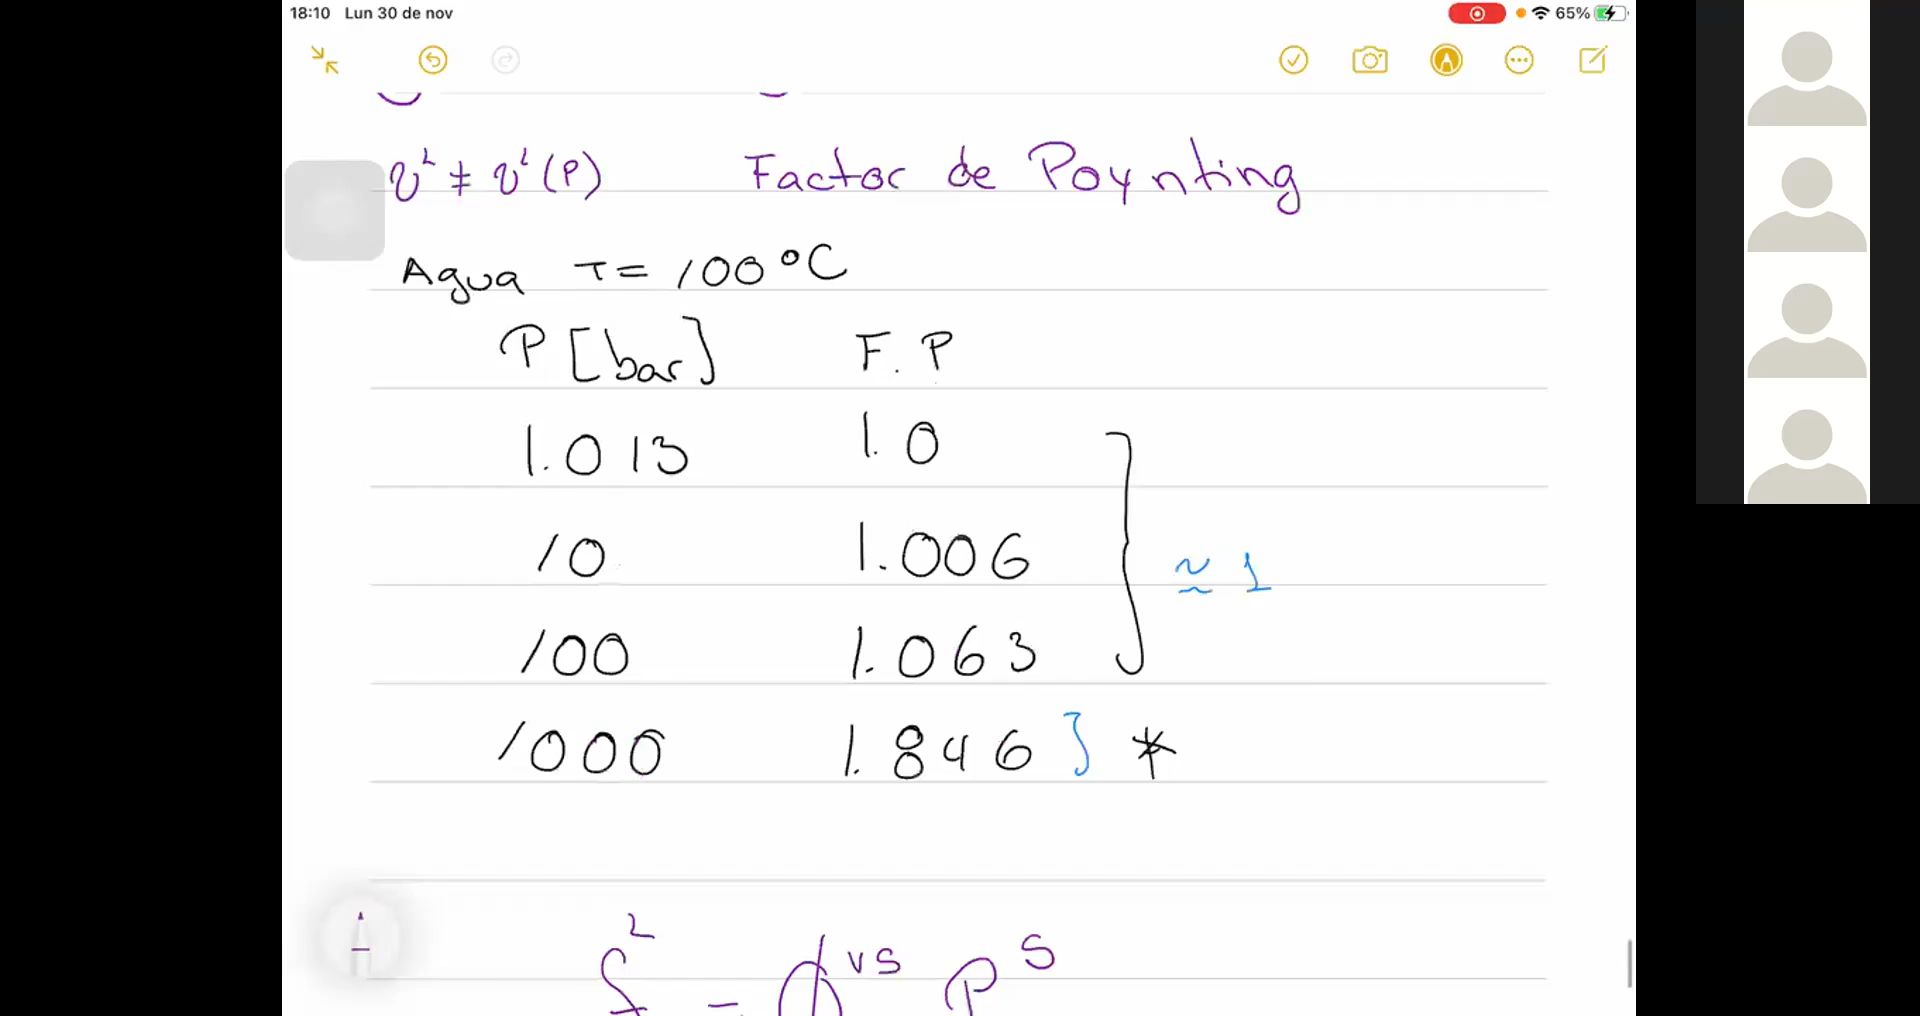 18:10 Lun 30 de nov 65%
v^L ≠ v^L(P) Factor de Poynting
Agua T= 100 °C
P [bar] F. P
1.013 1.0
10 1.006 ≈ 1
100 1.063
1000 1.846 *
f^L = ϕ^vs P^s